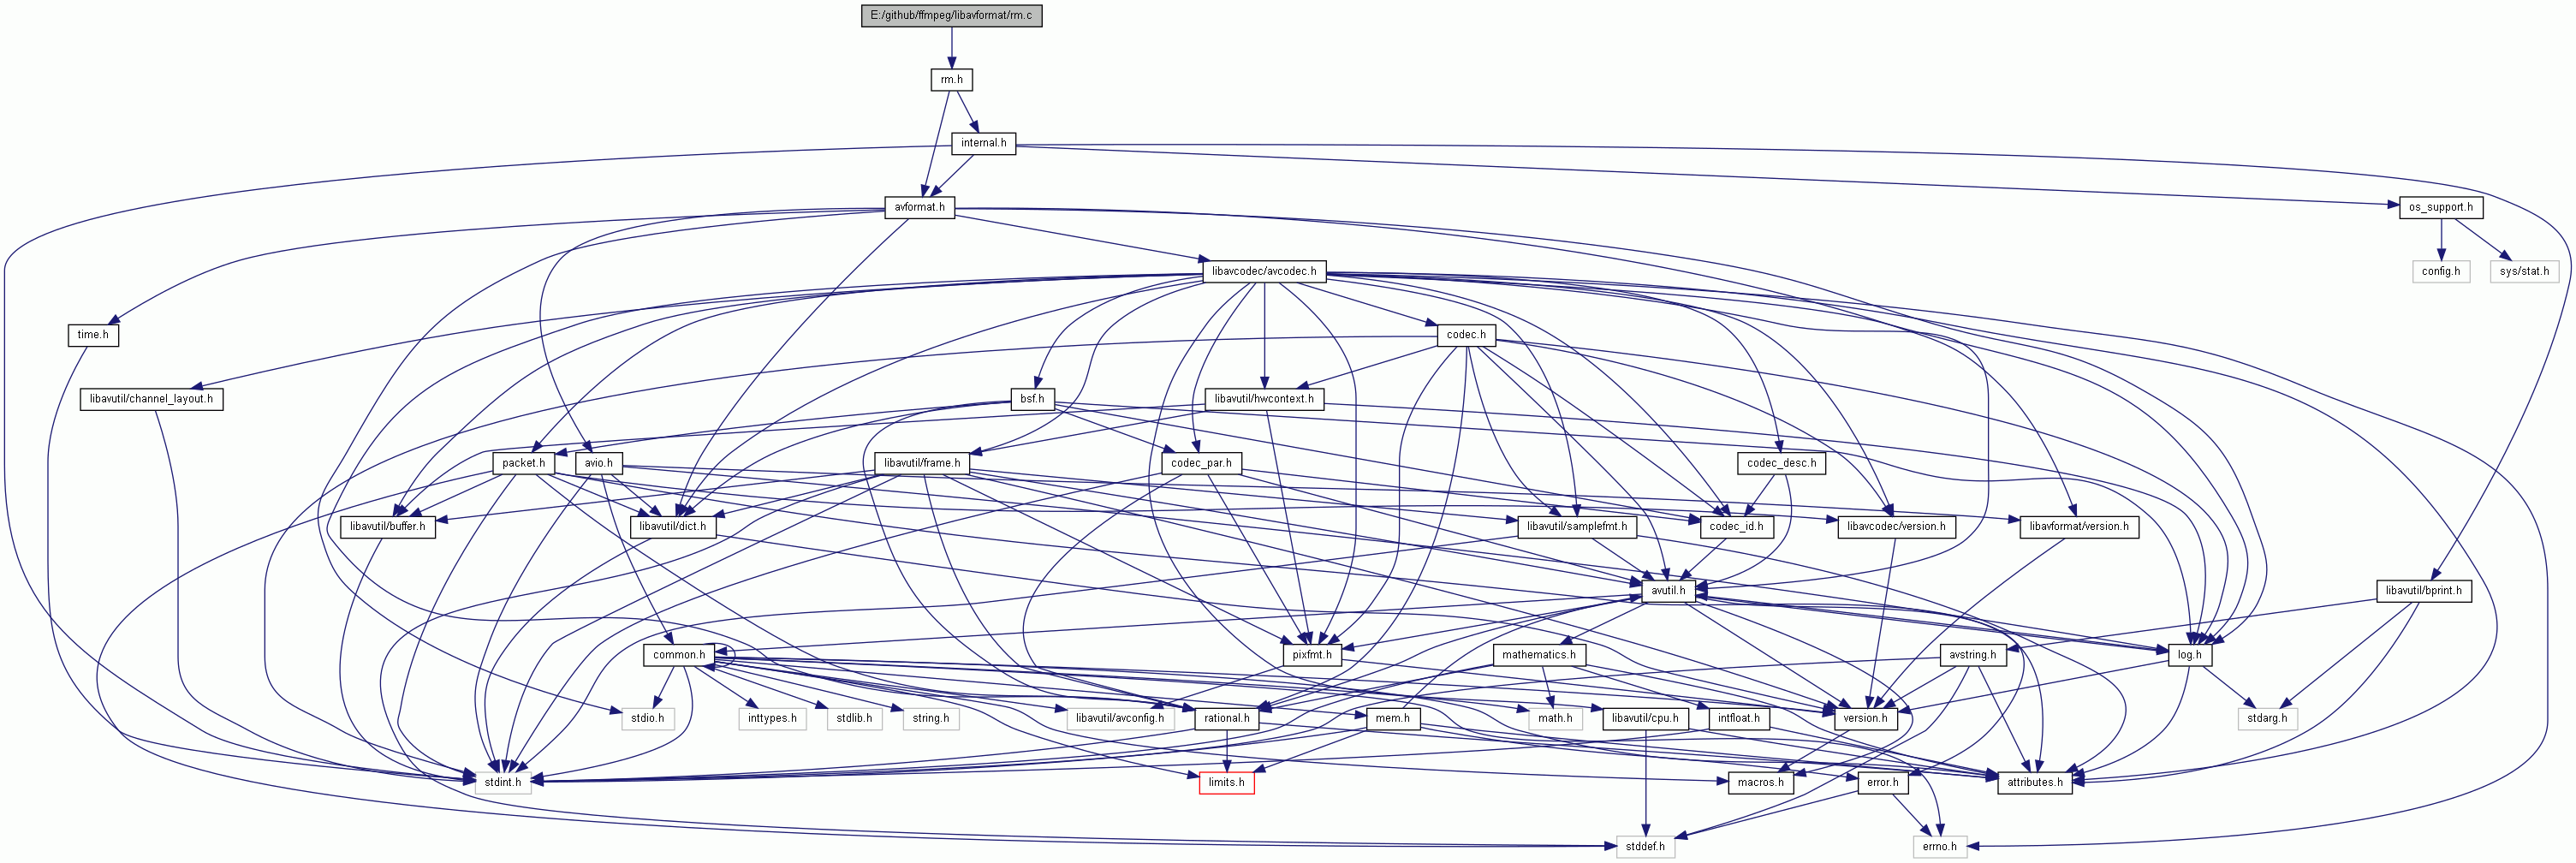 E:/github/ffmpeg/libavformat/rm.c
rm.h
internal.h
avformat.h
os_support.h
libavcodec/avcodec.h
config.h
sys/stat.h
time.h
codec.h
libavutil/channel_layout.h
bsf.h
libavutil/hwcontext.h
packet.h
avio.h
libavutil/frame.h
codec_par.h
codec_desc.h
libavutil/buffer.h
libavutil/dict.h
libavutil/samplefmt.h
codec_id.h
libavcodec/version.h
libavformat/version.h
avutil.h
libavutil/bprint.h
common.h
pixfmt.h
mathematics.h
avstring.h
log.h
stdio.h
inttypes.h
stdlib.h
string.h
libavutil/avconfig.h
rational.h
mem.h
math.h
libavutil/cpu.h
intfloat.h
version.h
stdarg.h
stdint.h
limits.h
macros.h
error.h
attributes.h
stddef.h
errno.h